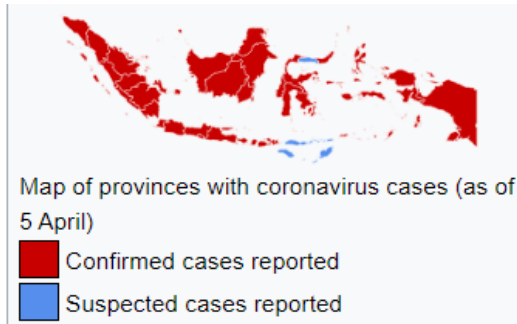 Map of provinces with coronavirus cases (as of
5 April)
Confirmed cases reported
Suspected cases reported